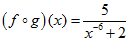 (f∘g)(x) = 5/(x⁻⁶+2)